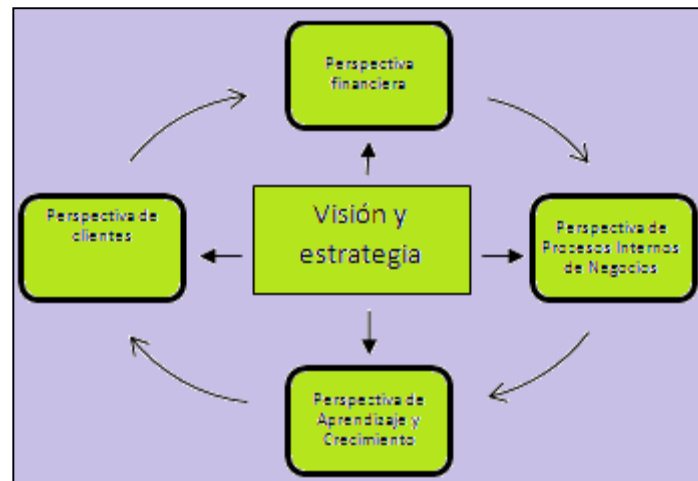 Perspectiva
financiera
Perspectiva de
clientes
Visión y
estrategia
Perspectiva de
Procesos Internos
de Negocios
Perspectiva de
Aprendizaje y
Crecimiento